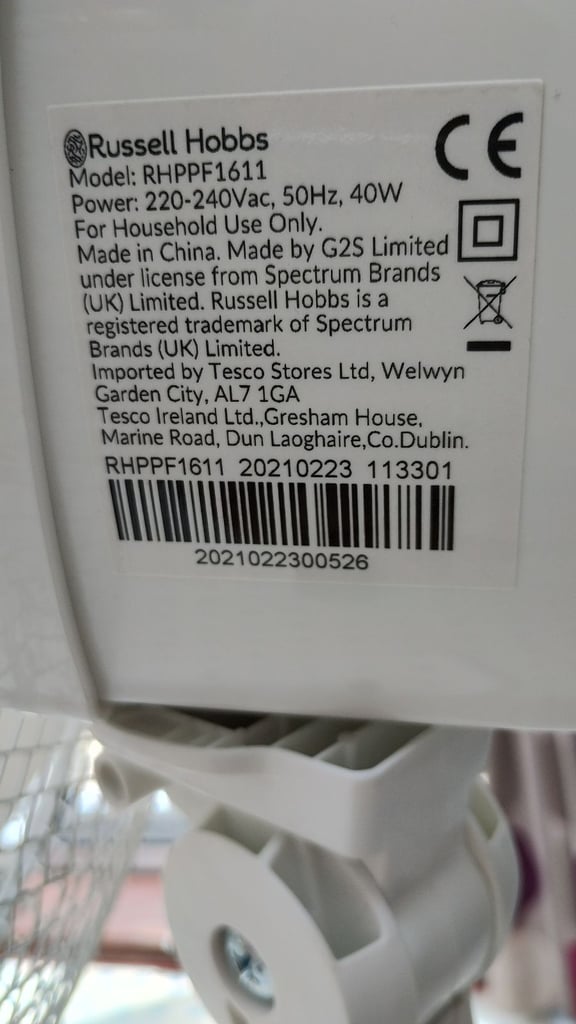 Russell Hobbs
CE
Model: RHPPF1611
Power: 220-240Vac, 50Hz, 40W
For Household Use Only.
Made in China. Made by G2S Limited
under license from Spectrum Brands
(UK) Limited. Russell Hobbs is a
registered trademark of Spectrum
Brands (UK) Limited.
Imported by Tesco Stores Ltd, Welwyn
Garden City, AL7 1GA
Tesco Ireland Ltd.,Gresham House,
Marine Road, Dun Laoghaire,Co.Dublin.
RHPPF1611 20210223 113301
2021022300526